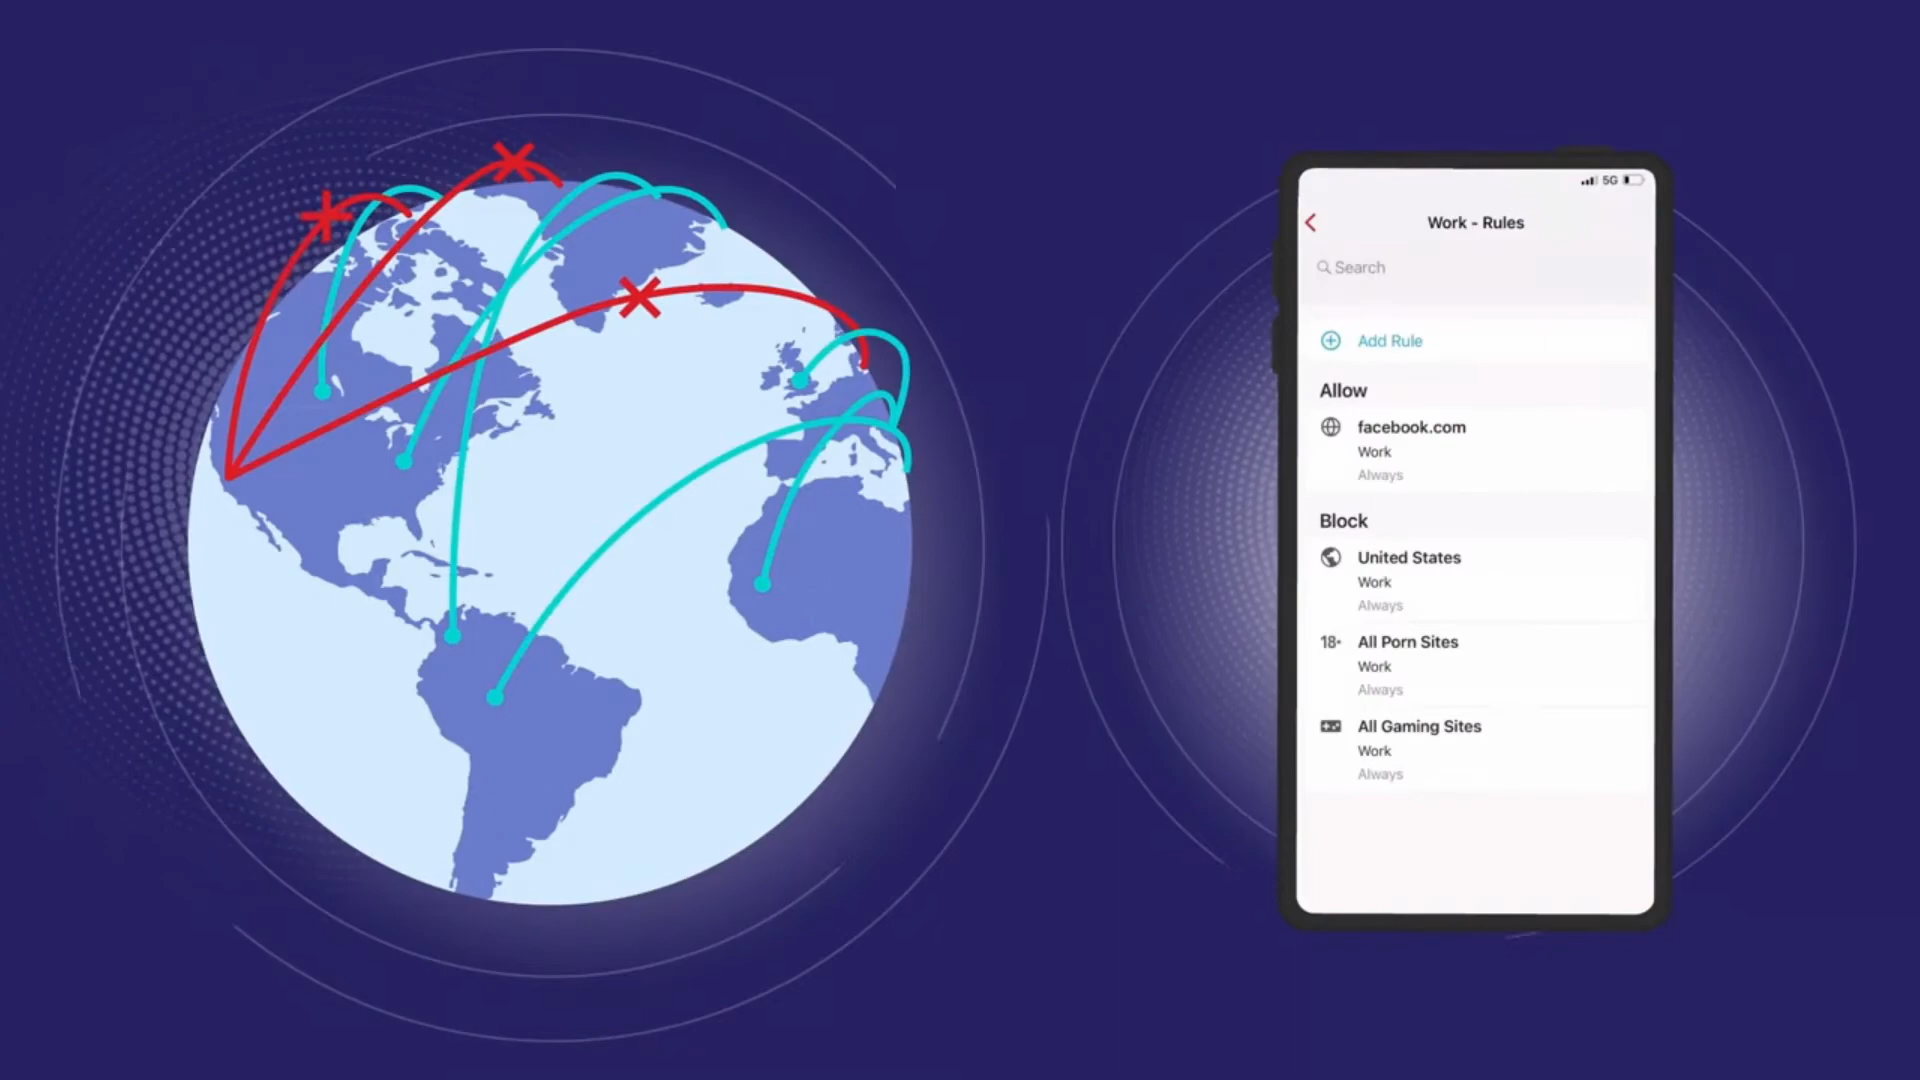 5G
Work - Rules
Search
Add Rule
Allow
facebook.com
Work
Always
Block
United States
Work
Always
18+ All Porn Sites
Work
Always
All Gaming Sites
Work
Always